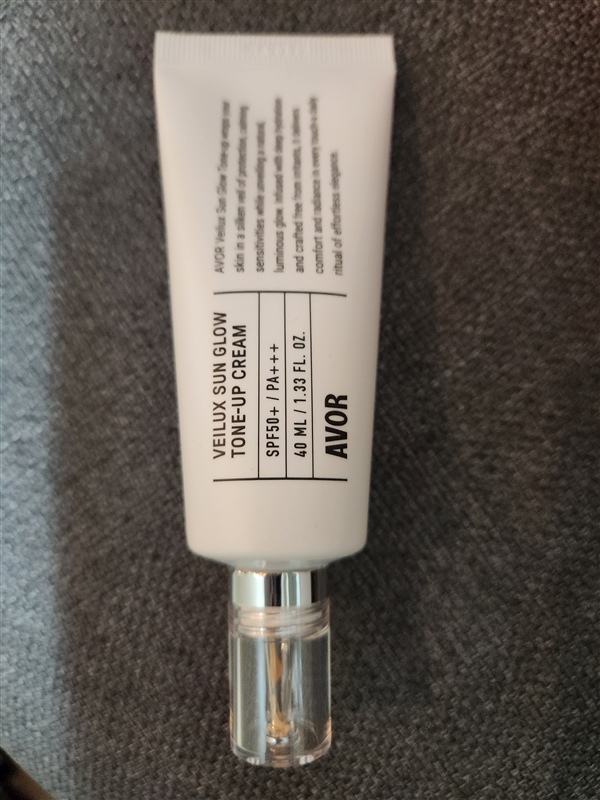 VEILUX SUN GLOW
TONE-UP CREAM
SPF50+ / PA+++
40 ML / 1.33 FL. OZ.
AVOR
AVOR Veilux Sun Glow Tone-up wraps your
skin in a silken veil of protection, calming
sensitivities while unveiling a natural,
luminous glow. Infused with deep hydration
and crafted free from irritants, it delivers
comfort and radiance in every touch-a daily
ritual of effortless elegance.